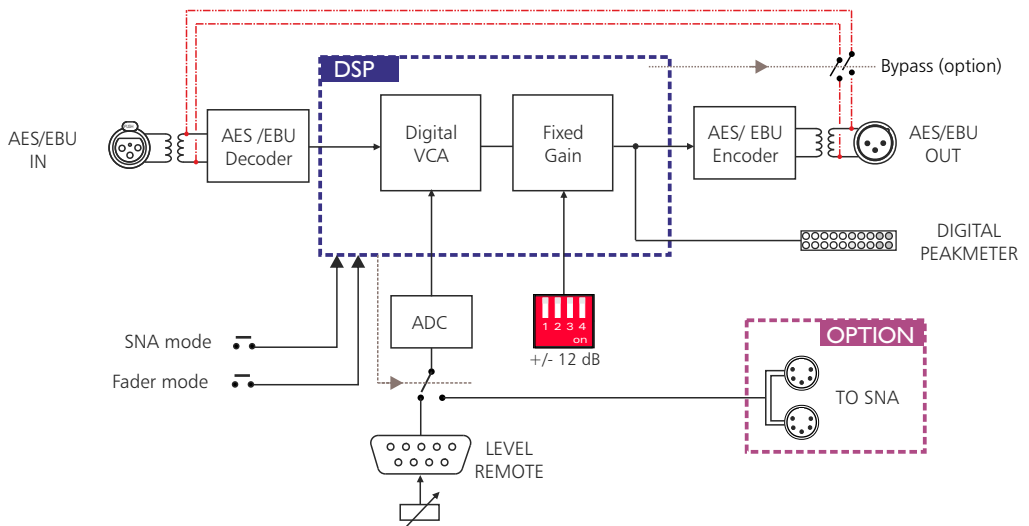 DSP
Bypass (option)
AES/EBU
IN
AES /EBU
Decoder
Digital
VCA
Fixed
Gain
AES/ EBU
Encoder
AES/EBU
OUT
DIGITAL
PEAKMETER
ADC
1 2 3 4
on
+/- 12 dB
SNA mode
Fader mode
OPTION
TO SNA
LEVEL
REMOTE